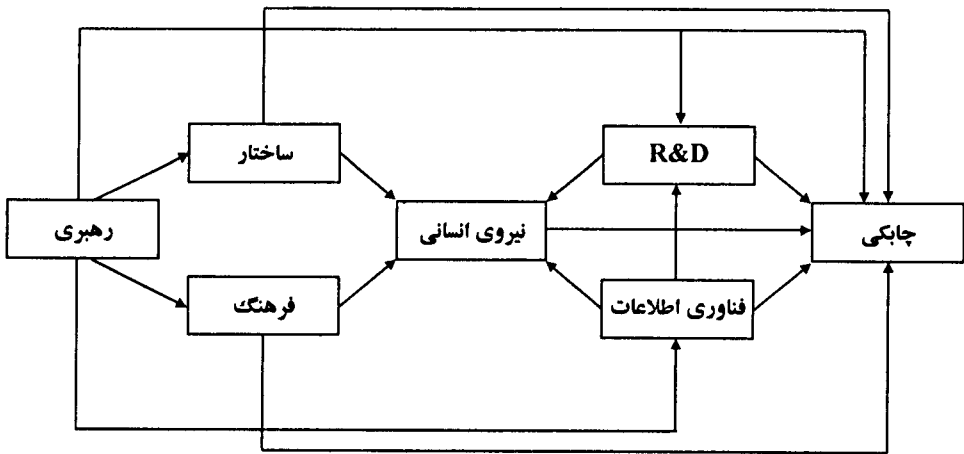 ساختار
R&D
رهبری
نیروی انسانی
چابکی
فرهنگ
فناوری اطلاعات